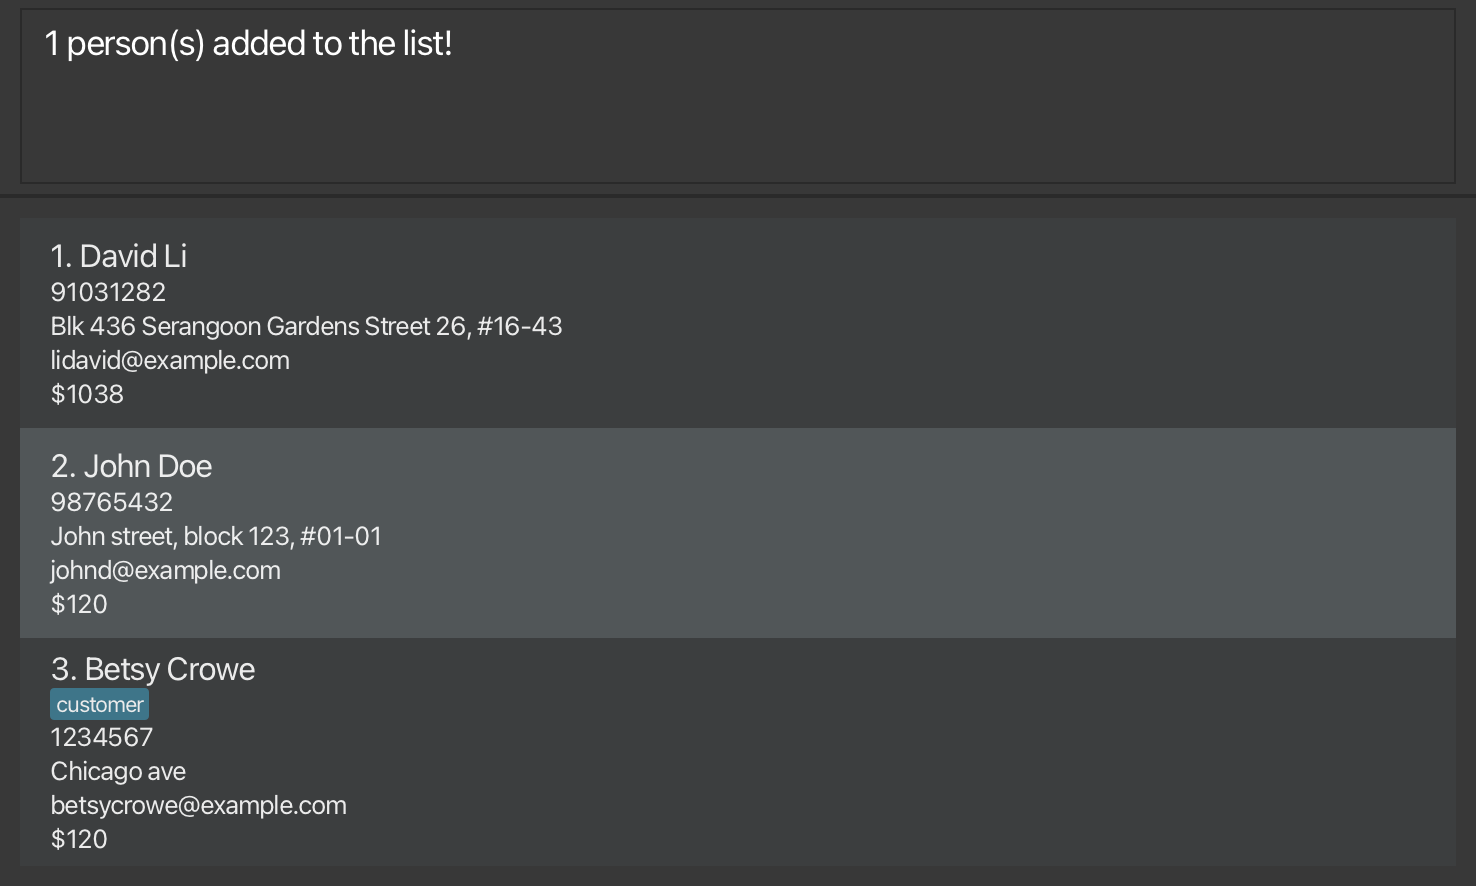 1 person(s) added to the list!
1. David Li
91031282
Blk 436 Serangoon Gardens Street 26, #16-43
lidavid@example.com
$1038
2. John Doe
98765432
John street, block 123, #01-01
johnd@example.com
$120
3. Betsy Crowe
customer
1234567
Chicago ave
betsycrowe@example.com
$120